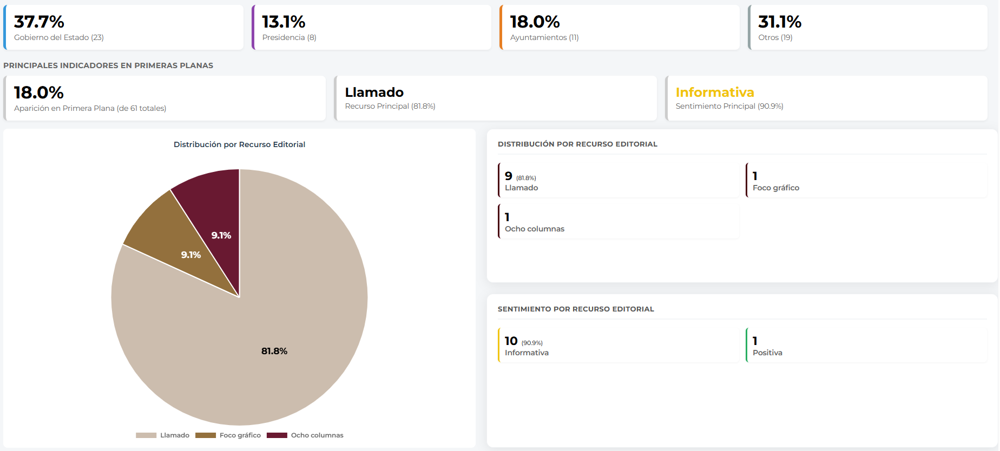 37.7%
Gobierno del Estado (23)
13.1%
Presidencia (8)
18.0%
Ayuntamientos (11)
31.1%
Otros (19)
PRINCIPALES INDICADORES EN PRIMERAS PLANAS
18.0%
Aparición en Primera Plana (de 61 totales)
Llamado
Recurso Principal (81.8%)
Informativa
Sentimiento Principal (90.9%)
Distribución por Recurso Editorial
9.1%
9.1%
81.8%
Llamado
Foco gráfico
Ocho columnas
DISTRIBUCIÓN POR RECURSO EDITORIAL
9 (81.8%)
Llamado
1
Foco gráfico
1
Ocho columnas
SENTIMIENTO POR RECURSO EDITORIAL
10 (90.9%)
Informativa
1
Positiva